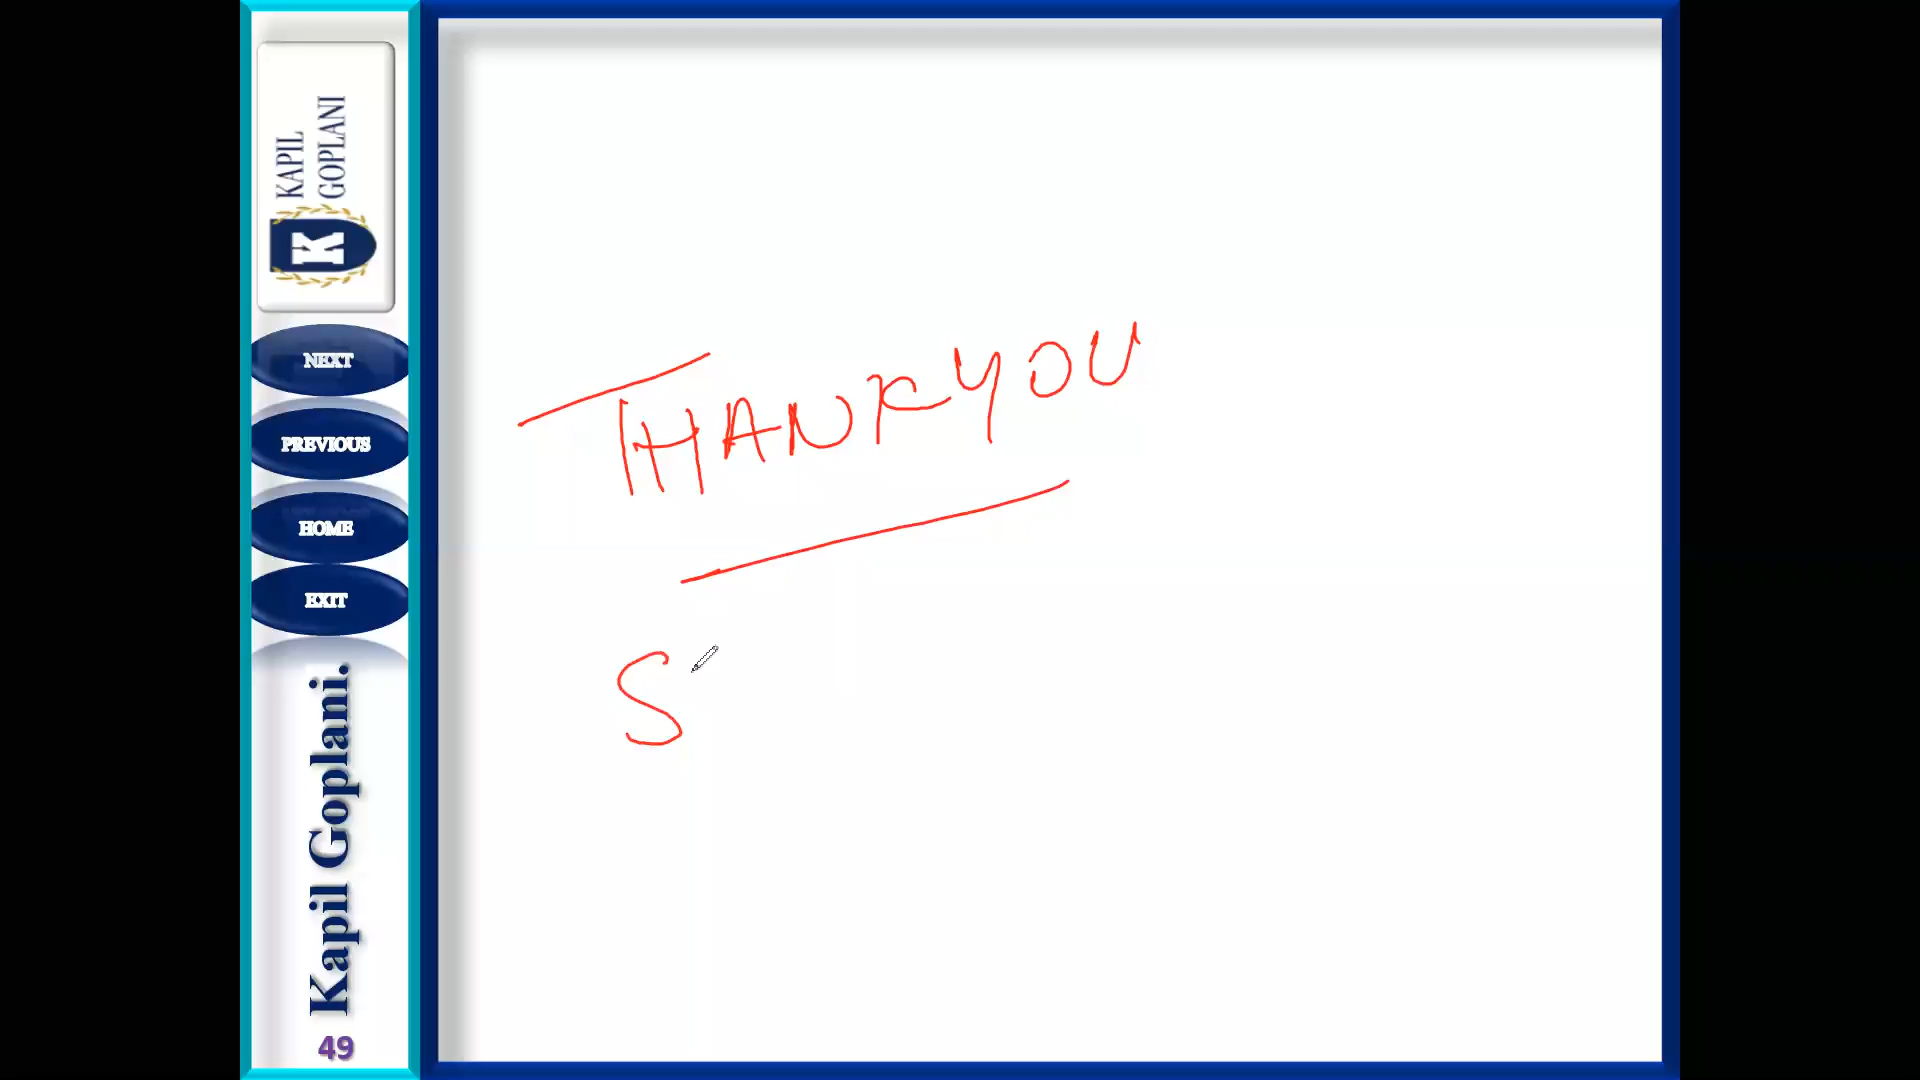 KAPIL
GOPLANI
K
NEXT
PREVIOUS
HOME
EXIT
Kapil Goplani.
49
THANKYOU
S